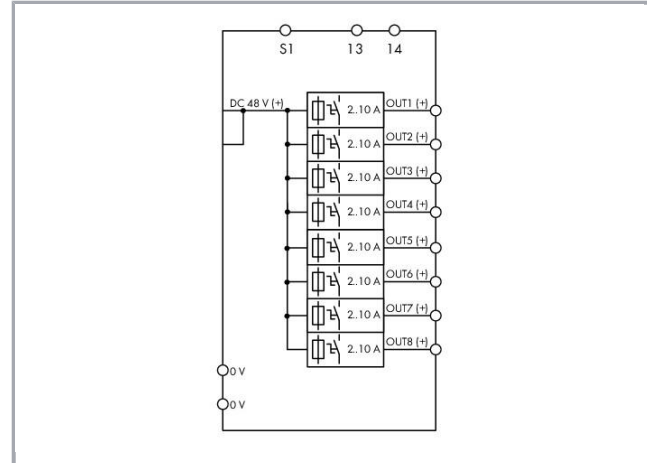 S1 13 14
DC 48 V (+)
2..10 A OUT1 (+)
2..10 A OUT2 (+)
2..10 A OUT3 (+)
2..10 A OUT4 (+)
2..10 A OUT5 (+)
2..10 A OUT6 (+)
2..10 A OUT7 (+)
2..10 A OUT8 (+)
0 V
0 V